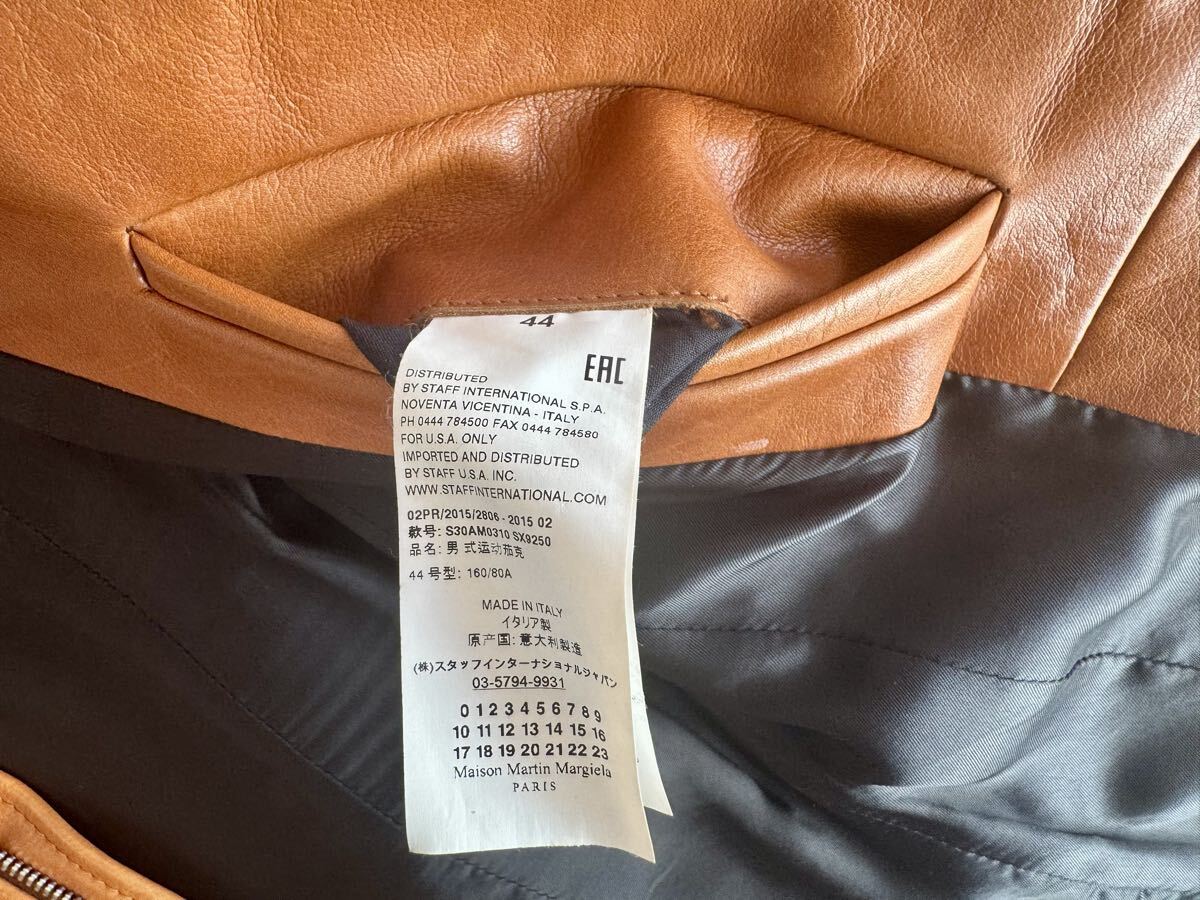 44
EAC
DISTRIBUTED
BY STAFF INTERNATIONAL S.P.A.
NOVENTA VICENTINA - ITALY
PH 0444 784500 FAX 0444 784580
FOR U.S.A. ONLY
IMPORTED AND DISTRIBUTED
BY STAFF U.S.A. INC.
WWW.STAFFINTERNATIONAL.COM
02PR/2015/2806 - 2015 02
款号: S30AM0310 SX9250
品名: 男 式运动茄克
44 号型: 160/80A
MADE IN ITALY
イタリア製
原产国: 意大利製造
(株)スタッフインターナショナルジャパン
03-5794-9931
0 1 2 3 4 5 6 7 8 9
10 11 12 13 14 15 16
17 18 19 20 21 22 23
Maison Martin Margiela
PARIS